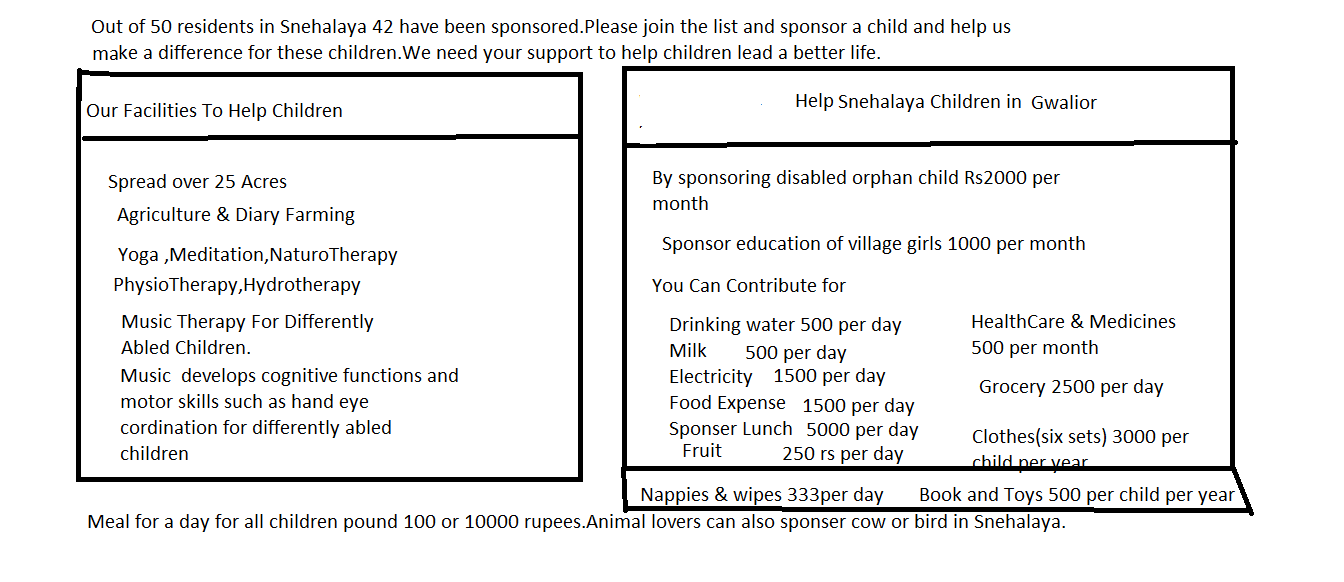 Out of 50 residents in Snehalaya 42 have been sponsored.Please join the list and sponsor a child and help us
make a difference for these children.We need your support to help children lead a better life.
Our Facilities To Help Children
Spread over 25 Acres
Agriculture & Diary Farming
Yoga ,Meditation,NaturoTherapy
PhysioTherapy,Hydrotherapy
Music Therapy For Differently
Abled Children.
Music develops cognitive functions and
motor skills such as hand eye
cordination for differently abled
children
Help Snehalaya Children in Gwalior
By sponsoring disabled orphan child Rs2000 per
month
Sponsor education of village girls 1000 per month
You Can Contribute for
Drinking water 500 per day
Milk 500 per day
Electricity 1500 per day
Food Expense 1500 per day
Sponser Lunch 5000 per day
Fruit 250 rs per day
HealthCare & Medicines
500 per month
Grocery 2500 per day
Clothes(six sets) 3000 per
child per year
Nappies & wipes 333per day Book and Toys 500 per child per year
Meal for a day for all children pound 100 or 10000 rupees.Animal lovers can also sponser cow or bird in Snehalaya.